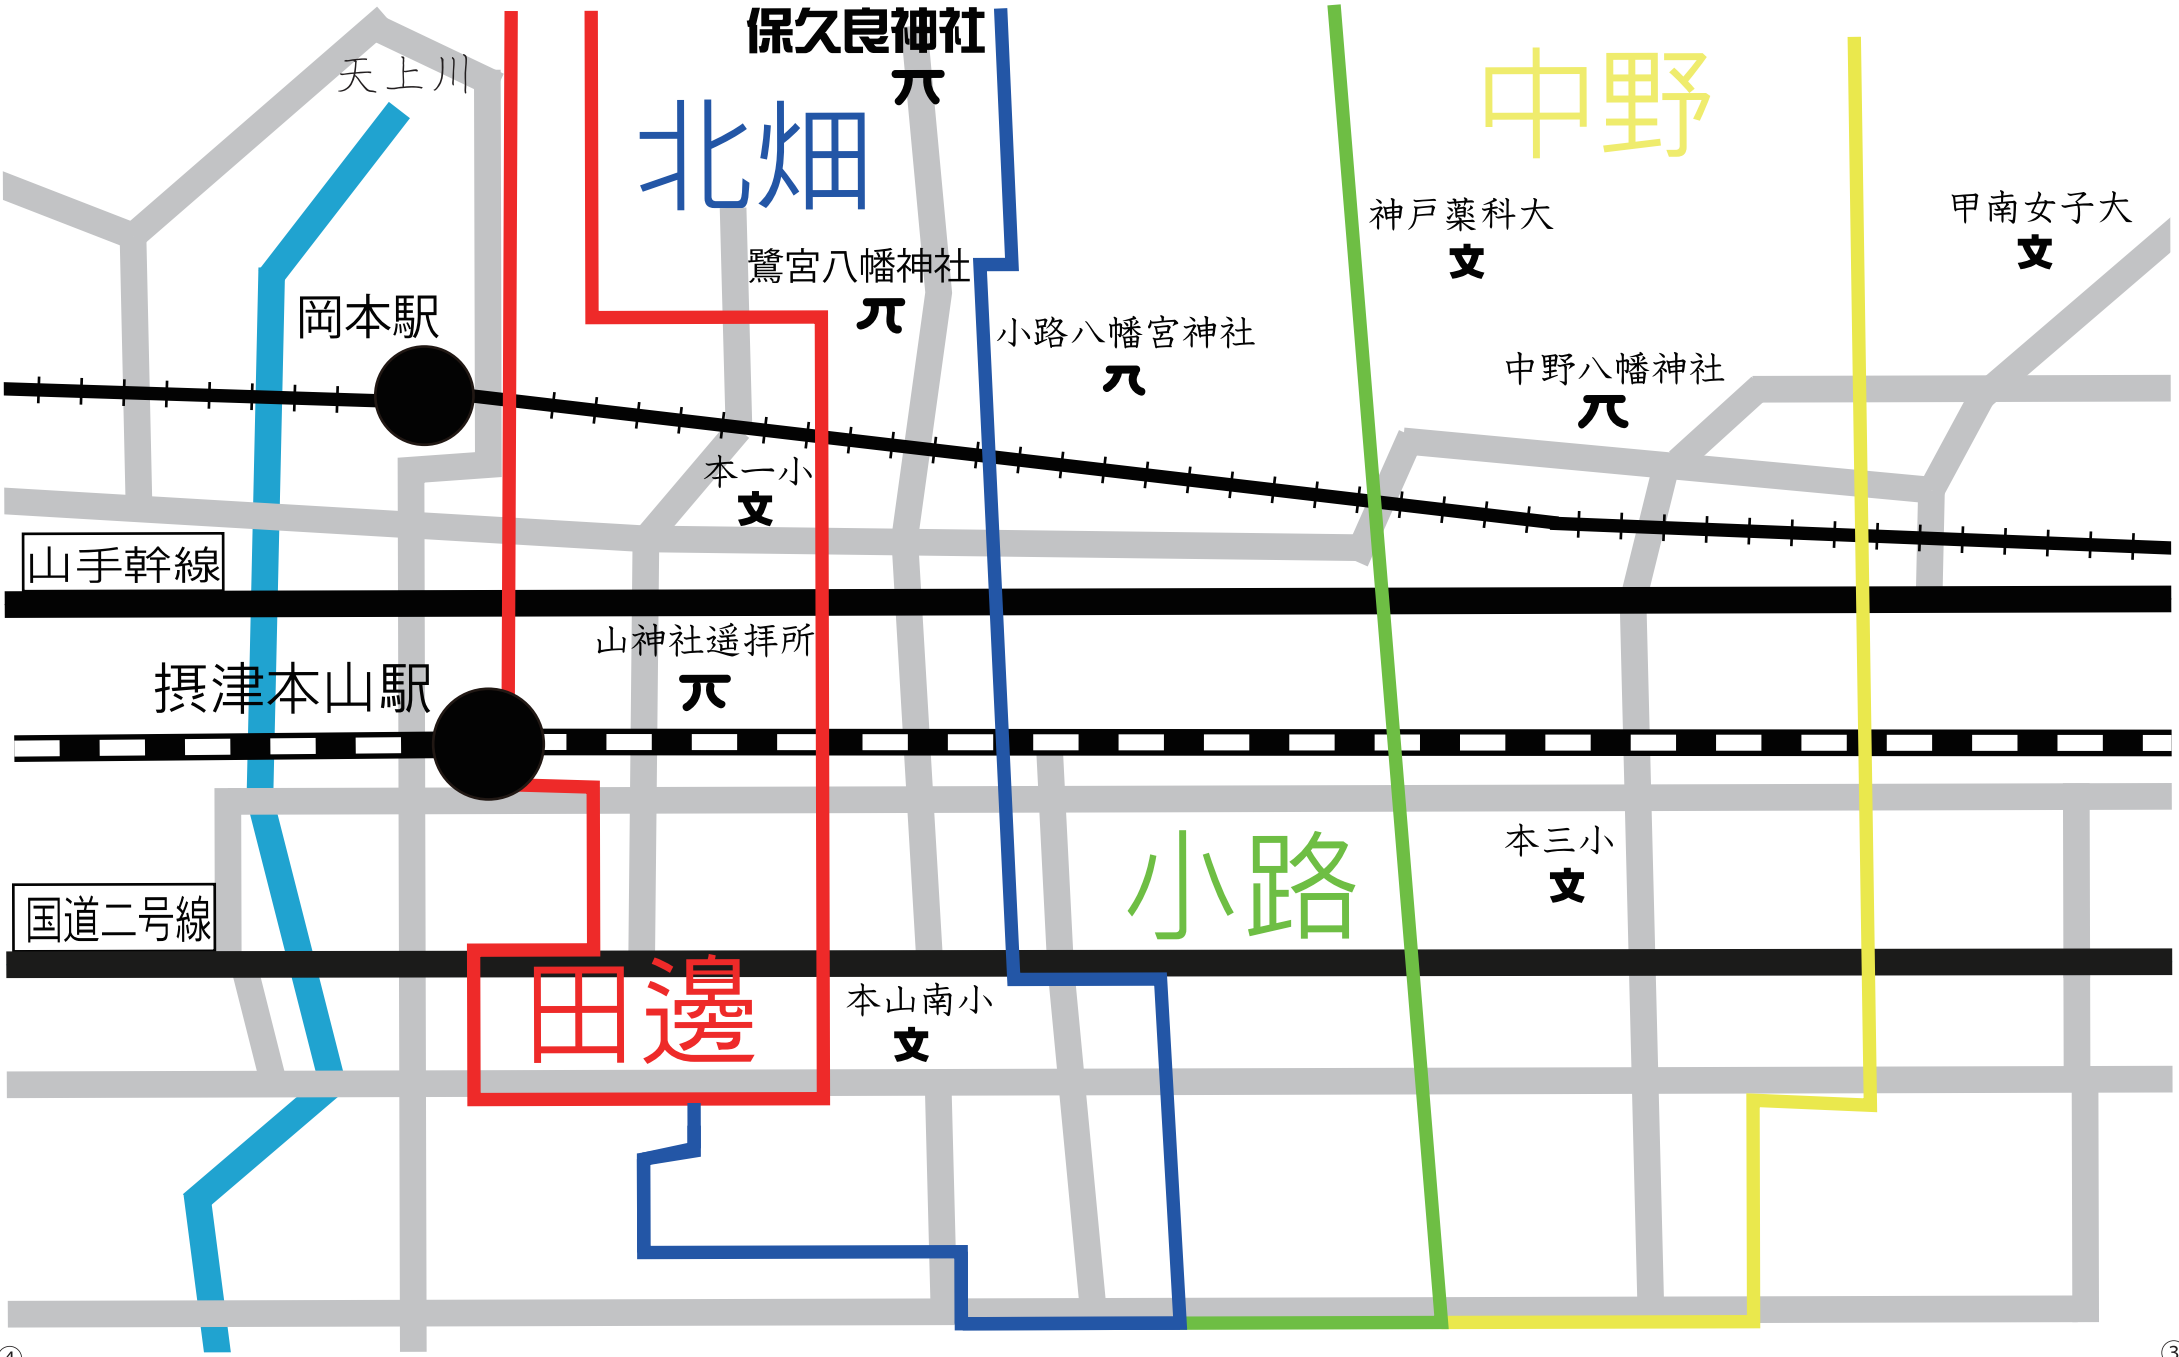 保久良神社
天上川
北畑
中野
神戸薬科大
甲南女子大
鷺宮八幡神社
岡本駅
小路八幡宮神社
中野八幡神社
本一小
山手幹線
山神社遥拝所
摂津本山駅
小路
本三小
国道二号線
田邊
本山南小
④
③